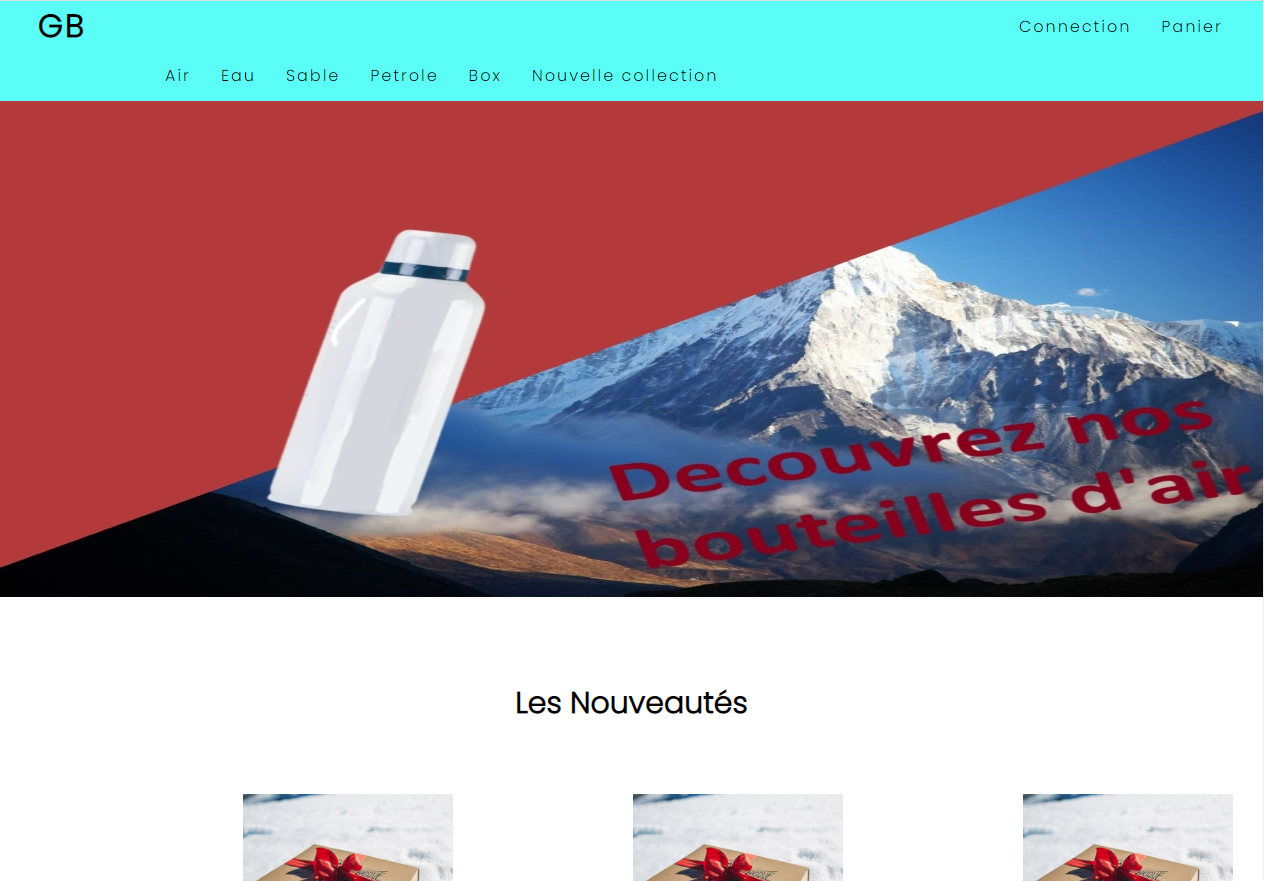 GB
Connection Panier
Air Eau Sable Petrole Box Nouvelle collection
Decouvrez nos
bouteilles d'air
Les Nouveautés